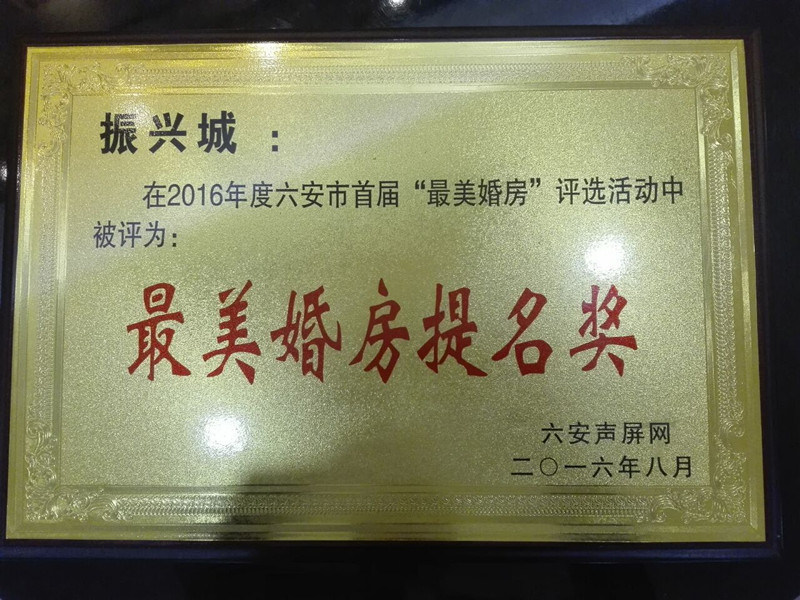 振兴城：
在2016年度六安市首届“最美婚房”评选活动中
被评为：
最美婚房提名奖
六安声屏网
二〇一六年八月